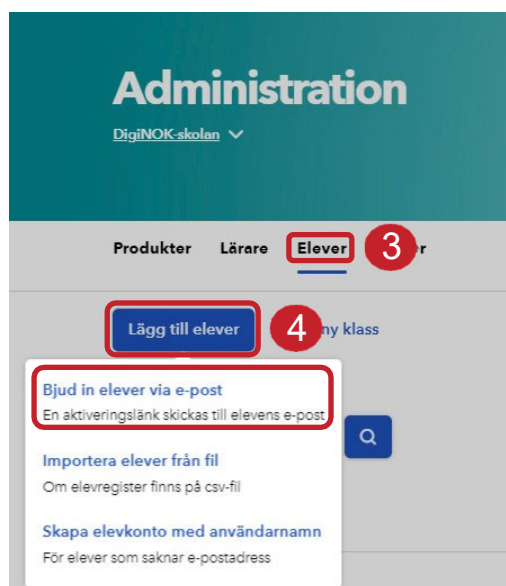 Administration
DigiNOK-skolan
Produkter Lärare Elever 3 r
Lägg till elever 4 ny klass
Bjud in elever via e-post
En aktiveringslänk skickas till elevens e-post
Importera elever från fil
Om elevregister finns på csv-fil
Skapa elevkonto med användarnamn
För elever som saknar e-postadress